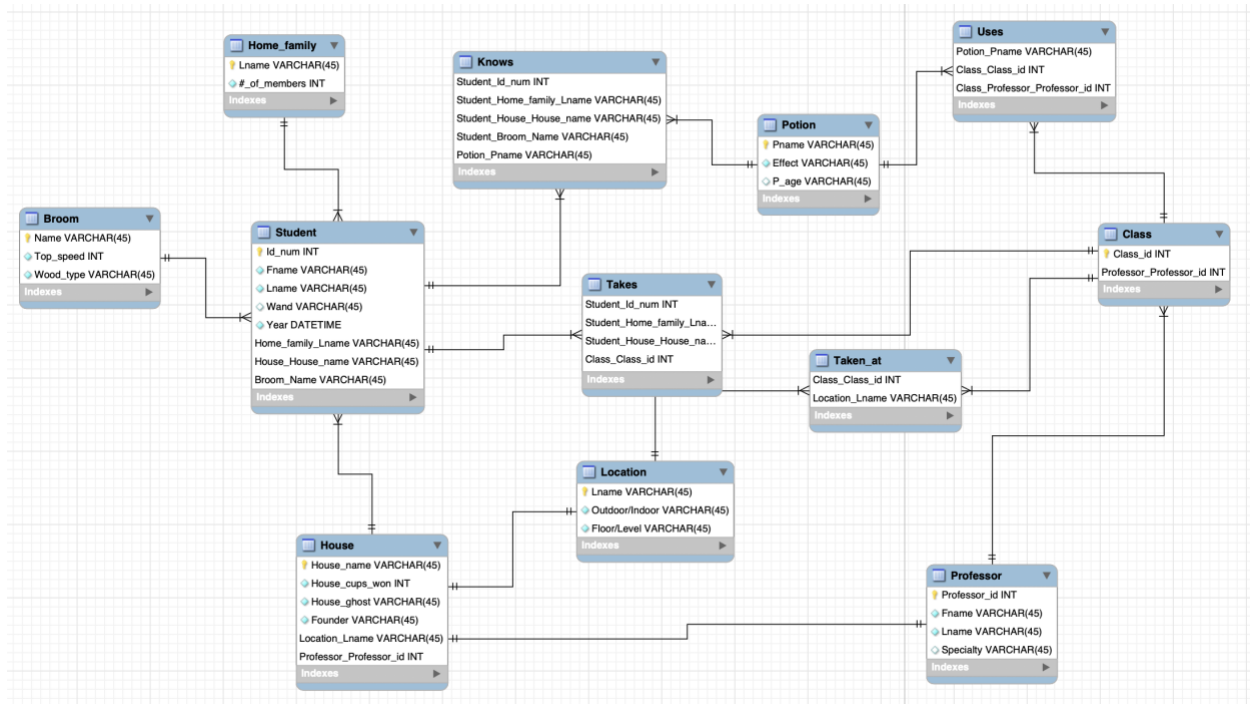 Home_family
Lname VARCHAR(45)
#_of_members INT
Indexes
Knows
Student_Id_num INT
Student_Home_family_Lname VARCHAR(45)
Student_House_House_name VARCHAR(45)
Student_Broom_Name VARCHAR(45)
Potion_Pname VARCHAR(45)
Indexes
Uses
Potion_Pname VARCHAR(45)
Class_Class_id INT
Class_Professor_Professor_id INT
Indexes
Potion
Pname VARCHAR(45)
Effect VARCHAR(45)
P_age VARCHAR(45)
Indexes
Broom
Name VARCHAR(45)
Top_speed INT
Wood_type VARCHAR(45)
Indexes
Student
Id_num INT
Fname VARCHAR(45)
Lname VARCHAR(45)
Wand VARCHAR(45)
Year DATETIME
Home_family_Lname VARCHAR(45)
House_House_name VARCHAR(45)
Broom_Name VARCHAR(45)
Indexes
Class
Class_id INT
Professor_Professor_id INT
Indexes
Takes
Student_Id_num INT
Student_Home_family_Lna...
Student_House_House_na...
Class_Class_id INT
Indexes
Taken_at
Class_Class_id INT
Location_Lname VARCHAR(45)
Indexes
Location
Lname VARCHAR(45)
Outdoor/Indoor VARCHAR(45)
Floor/Level VARCHAR(45)
Indexes
House
House_name VARCHAR(45)
House_cups_won INT
House_ghost VARCHAR(45)
Founder VARCHAR(45)
Location_Lname VARCHAR(45)
Professor_Professor_id INT
Indexes
Professor
Professor_id INT
Fname VARCHAR(45)
Lname VARCHAR(45)
Specialty VARCHAR(45)
Indexes